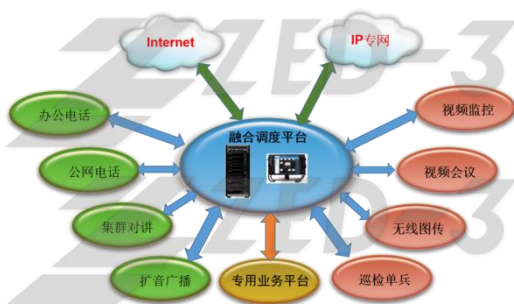 Internet
IP专网
ZED-3
融合调度平台
办公电话
视频监控
公网电话
视频会议
集群对讲
无线图传
扩音广播
专用业务平台
巡检单兵
ZED-3